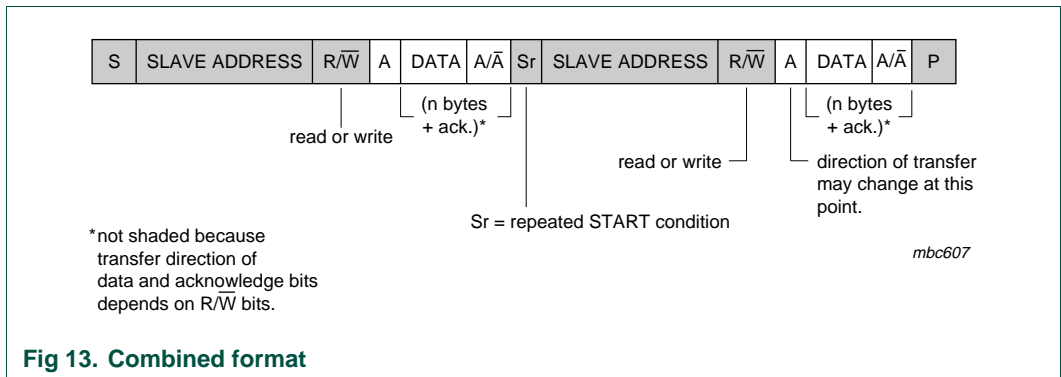 S SLAVE ADDRESS R/W̅ A DATA A/A̅ Sr SLAVE ADDRESS R/W̅ A DATA A/A̅ P
read or write
(n bytes
+ ack.)*
Sr = repeated START condition
read or write
(n bytes
+ ack.)*
direction of transfer
may change at this
point.
*not shaded because
transfer direction of
data and acknowledge bits
depends on R/W̅ bits.
mbc607
Fig 13. Combined format